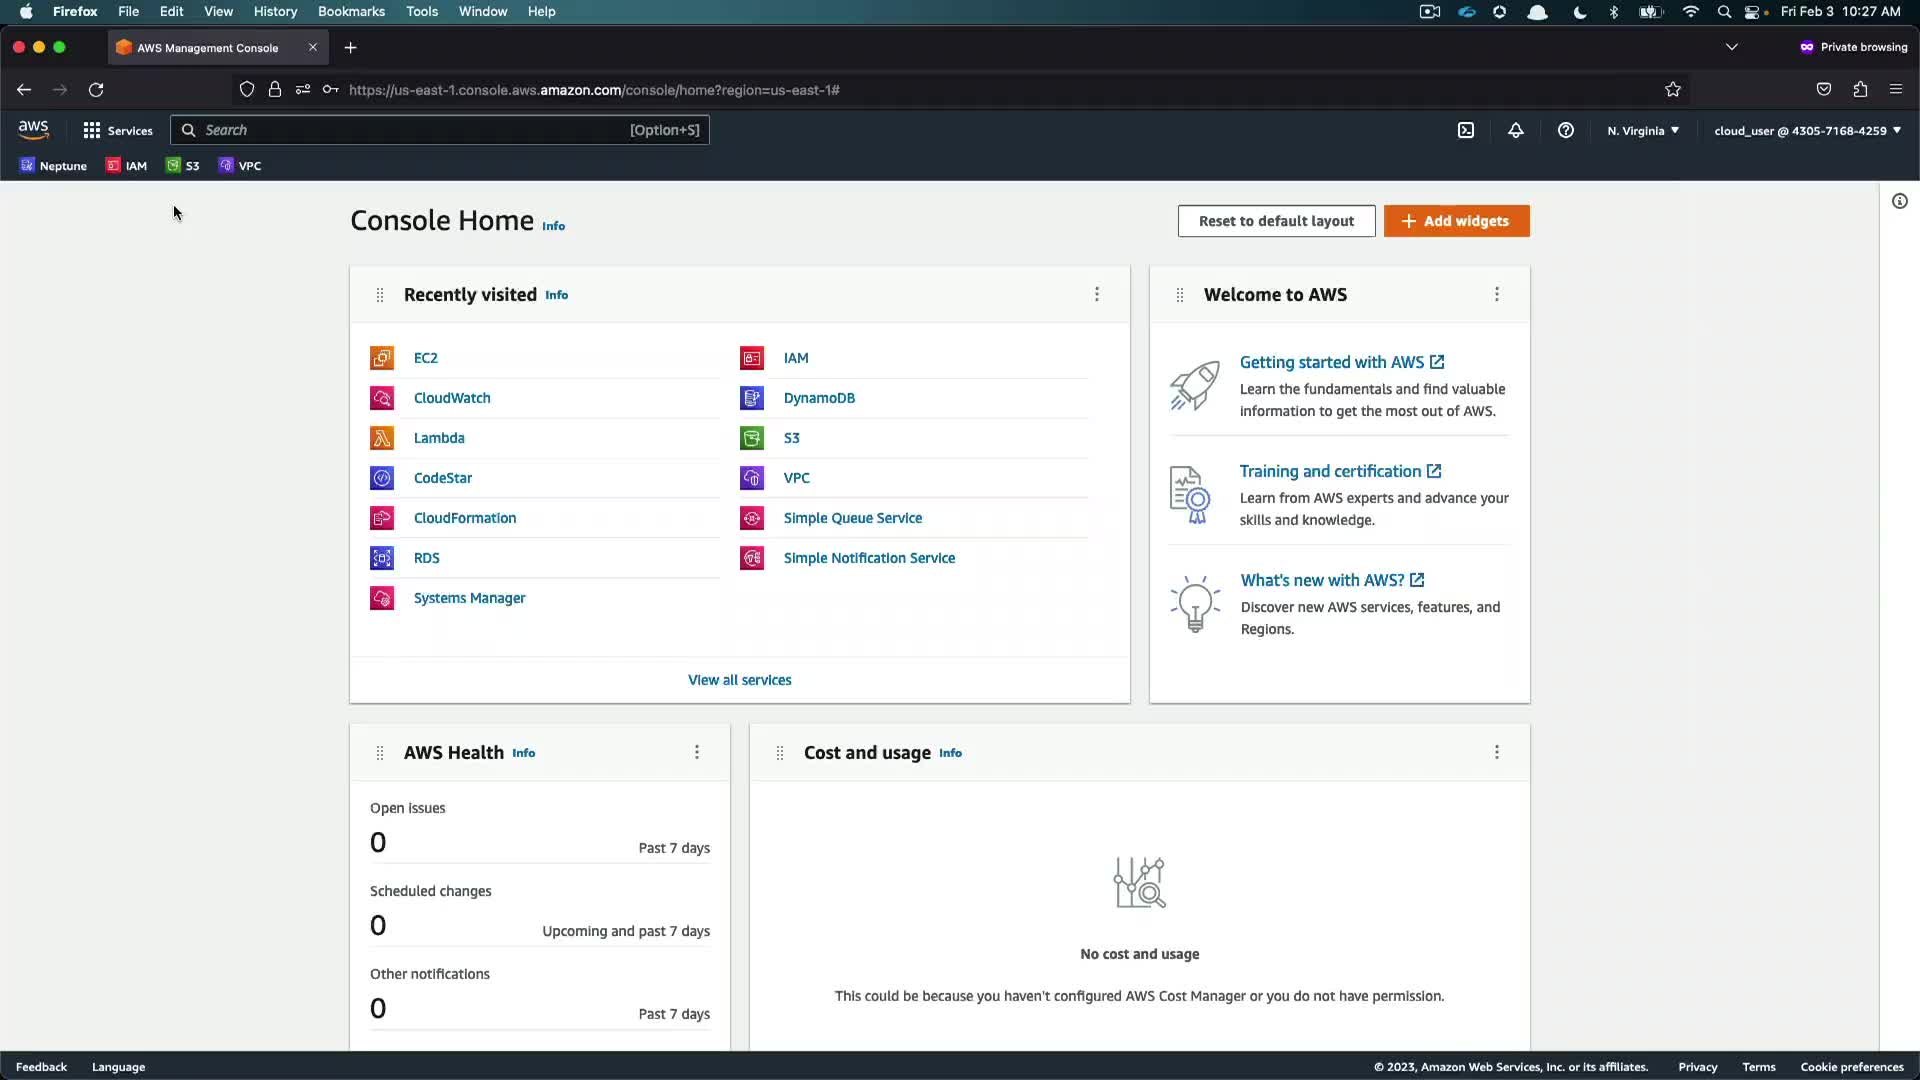 Firefox File Edit View History Bookmarks Tools Window Help
Fri Feb 3 10:27 AM
AWS Management Console
Private browsing
https://us-east-1.console.aws.amazon.com/console/home?region=us-east-1#
aws Services Search [Option+S] N. Virginia cloud_user @ 4305-7168-4259
Neptune IAM S3 VPC
Console Home Info
Reset to default layout
Add widgets
Recently visited Info
EC2
CloudWatch
Lambda
CodeStar
CloudFormation
RDS
Systems Manager
IAM
DynamoDB
S3
VPC
Simple Queue Service
Simple Notification Service
View all services
Welcome to AWS
Getting started with AWS
Learn the fundamentals and find valuable
information to get the most out of AWS.
Training and certification
Learn from AWS experts and advance your
skills and knowledge.
What's new with AWS?
Discover new AWS services, features, and
Regions.
AWS Health Info
Open issues
0 Past 7 days
Scheduled changes
0 Upcoming and past 7 days
Other notifications
0 Past 7 days
Cost and usage Info
No cost and usage
This could be because you haven't configured AWS Cost Manager or you do not have permission.
Feedback Language
© 2023, Amazon Web Services, Inc. or its affiliates. Privacy Terms Cookie preferences